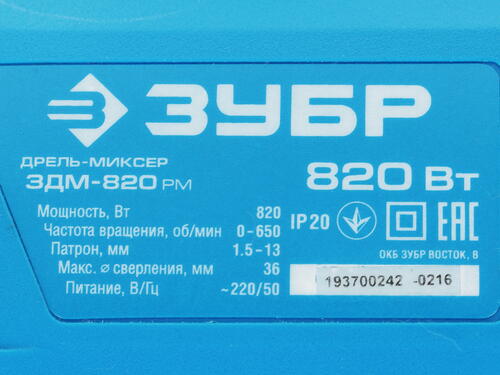 ЗУБР
ДРЕЛЬ-МИКСЕР
ЗДМ-820 РМ
820 Вт
Мощность, Вт 820
Частота вращения, об/мин 0-650
Патрон, мм 1.5-13
Макс. ⌀ сверления, мм 36
Питание, В/Гц ~220/50
IP20
EAC
ОКБ ЗУБР ВОСТОК, В
193700242 -0216